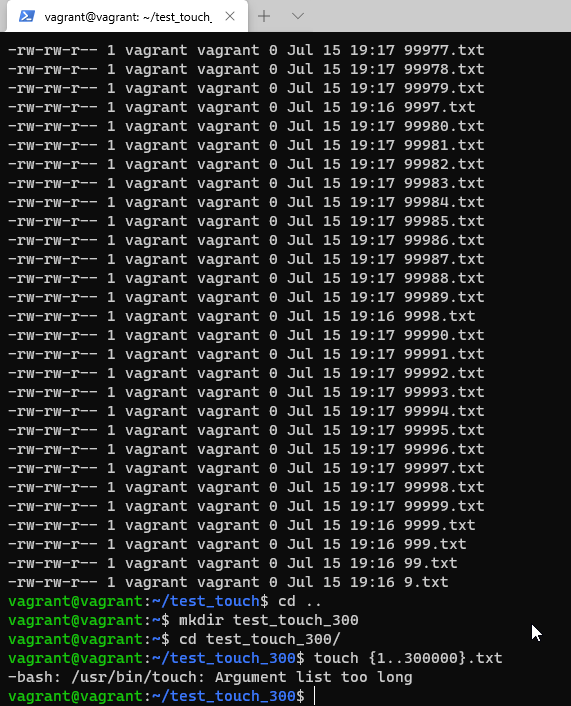 vagrant@vagrant: ~/test_touch_
-rw-rw-r-- 1 vagrant vagrant 0 Jul 15 19:17 99977.txt
-rw-rw-r-- 1 vagrant vagrant 0 Jul 15 19:17 99978.txt
-rw-rw-r-- 1 vagrant vagrant 0 Jul 15 19:17 99979.txt
-rw-rw-r-- 1 vagrant vagrant 0 Jul 15 19:16 9997.txt
-rw-rw-r-- 1 vagrant vagrant 0 Jul 15 19:17 99980.txt
-rw-rw-r-- 1 vagrant vagrant 0 Jul 15 19:17 99981.txt
-rw-rw-r-- 1 vagrant vagrant 0 Jul 15 19:17 99982.txt
-rw-rw-r-- 1 vagrant vagrant 0 Jul 15 19:17 99983.txt
-rw-rw-r-- 1 vagrant vagrant 0 Jul 15 19:17 99984.txt
-rw-rw-r-- 1 vagrant vagrant 0 Jul 15 19:17 99985.txt
-rw-rw-r-- 1 vagrant vagrant 0 Jul 15 19:17 99986.txt
-rw-rw-r-- 1 vagrant vagrant 0 Jul 15 19:17 99987.txt
-rw-rw-r-- 1 vagrant vagrant 0 Jul 15 19:17 99988.txt
-rw-rw-r-- 1 vagrant vagrant 0 Jul 15 19:17 99989.txt
-rw-rw-r-- 1 vagrant vagrant 0 Jul 15 19:16 9998.txt
-rw-rw-r-- 1 vagrant vagrant 0 Jul 15 19:17 99990.txt
-rw-rw-r-- 1 vagrant vagrant 0 Jul 15 19:17 99991.txt
-rw-rw-r-- 1 vagrant vagrant 0 Jul 15 19:17 99992.txt
-rw-rw-r-- 1 vagrant vagrant 0 Jul 15 19:17 99993.txt
-rw-rw-r-- 1 vagrant vagrant 0 Jul 15 19:17 99994.txt
-rw-rw-r-- 1 vagrant vagrant 0 Jul 15 19:17 99995.txt
-rw-rw-r-- 1 vagrant vagrant 0 Jul 15 19:17 99996.txt
-rw-rw-r-- 1 vagrant vagrant 0 Jul 15 19:17 99997.txt
-rw-rw-r-- 1 vagrant vagrant 0 Jul 15 19:17 99998.txt
-rw-rw-r-- 1 vagrant vagrant 0 Jul 15 19:17 99999.txt
-rw-rw-r-- 1 vagrant vagrant 0 Jul 15 19:16 9999.txt
-rw-rw-r-- 1 vagrant vagrant 0 Jul 15 19:16 999.txt
-rw-rw-r-- 1 vagrant vagrant 0 Jul 15 19:16 99.txt
-rw-rw-r-- 1 vagrant vagrant 0 Jul 15 19:16 9.txt
vagrant@vagrant:~/test_touch$ cd ..
vagrant@vagrant:~$ mkdir test_touch_300
vagrant@vagrant:~$ cd test_touch_300/
vagrant@vagrant:~/test_touch_300$ touch {1..300000}.txt
-bash: /usr/bin/touch: Argument list too long
vagrant@vagrant:~/test_touch_300$